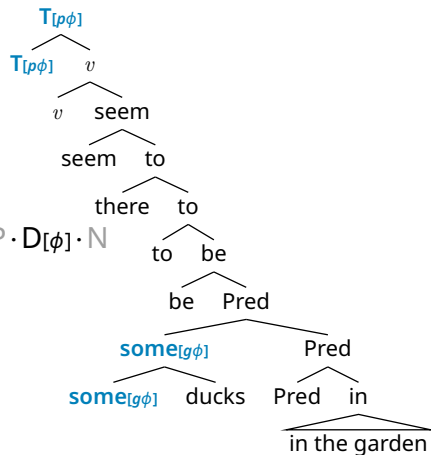 T[pϕ]
T[pϕ] v
v seem
seem to
there to
· D[ϕ] · N
to be
be Pred
some[gϕ] Pred
some[gϕ] ducks Pred in
in the garden